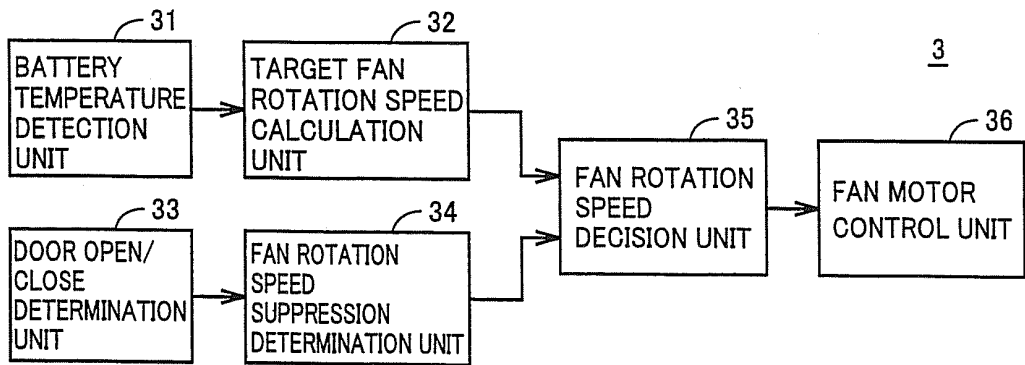 31
BATTERY
TEMPERATURE
DETECTION
UNIT
32
TARGET FAN
ROTATION SPEED
CALCULATION
UNIT
3
33
DOOR OPEN/
CLOSE
DETERMINATION
UNIT
34
FAN ROTATION
SPEED
SUPPRESSION
DETERMINATION UNIT
35
FAN ROTATION
SPEED
DECISION UNIT
36
FAN MOTOR
CONTROL UNIT